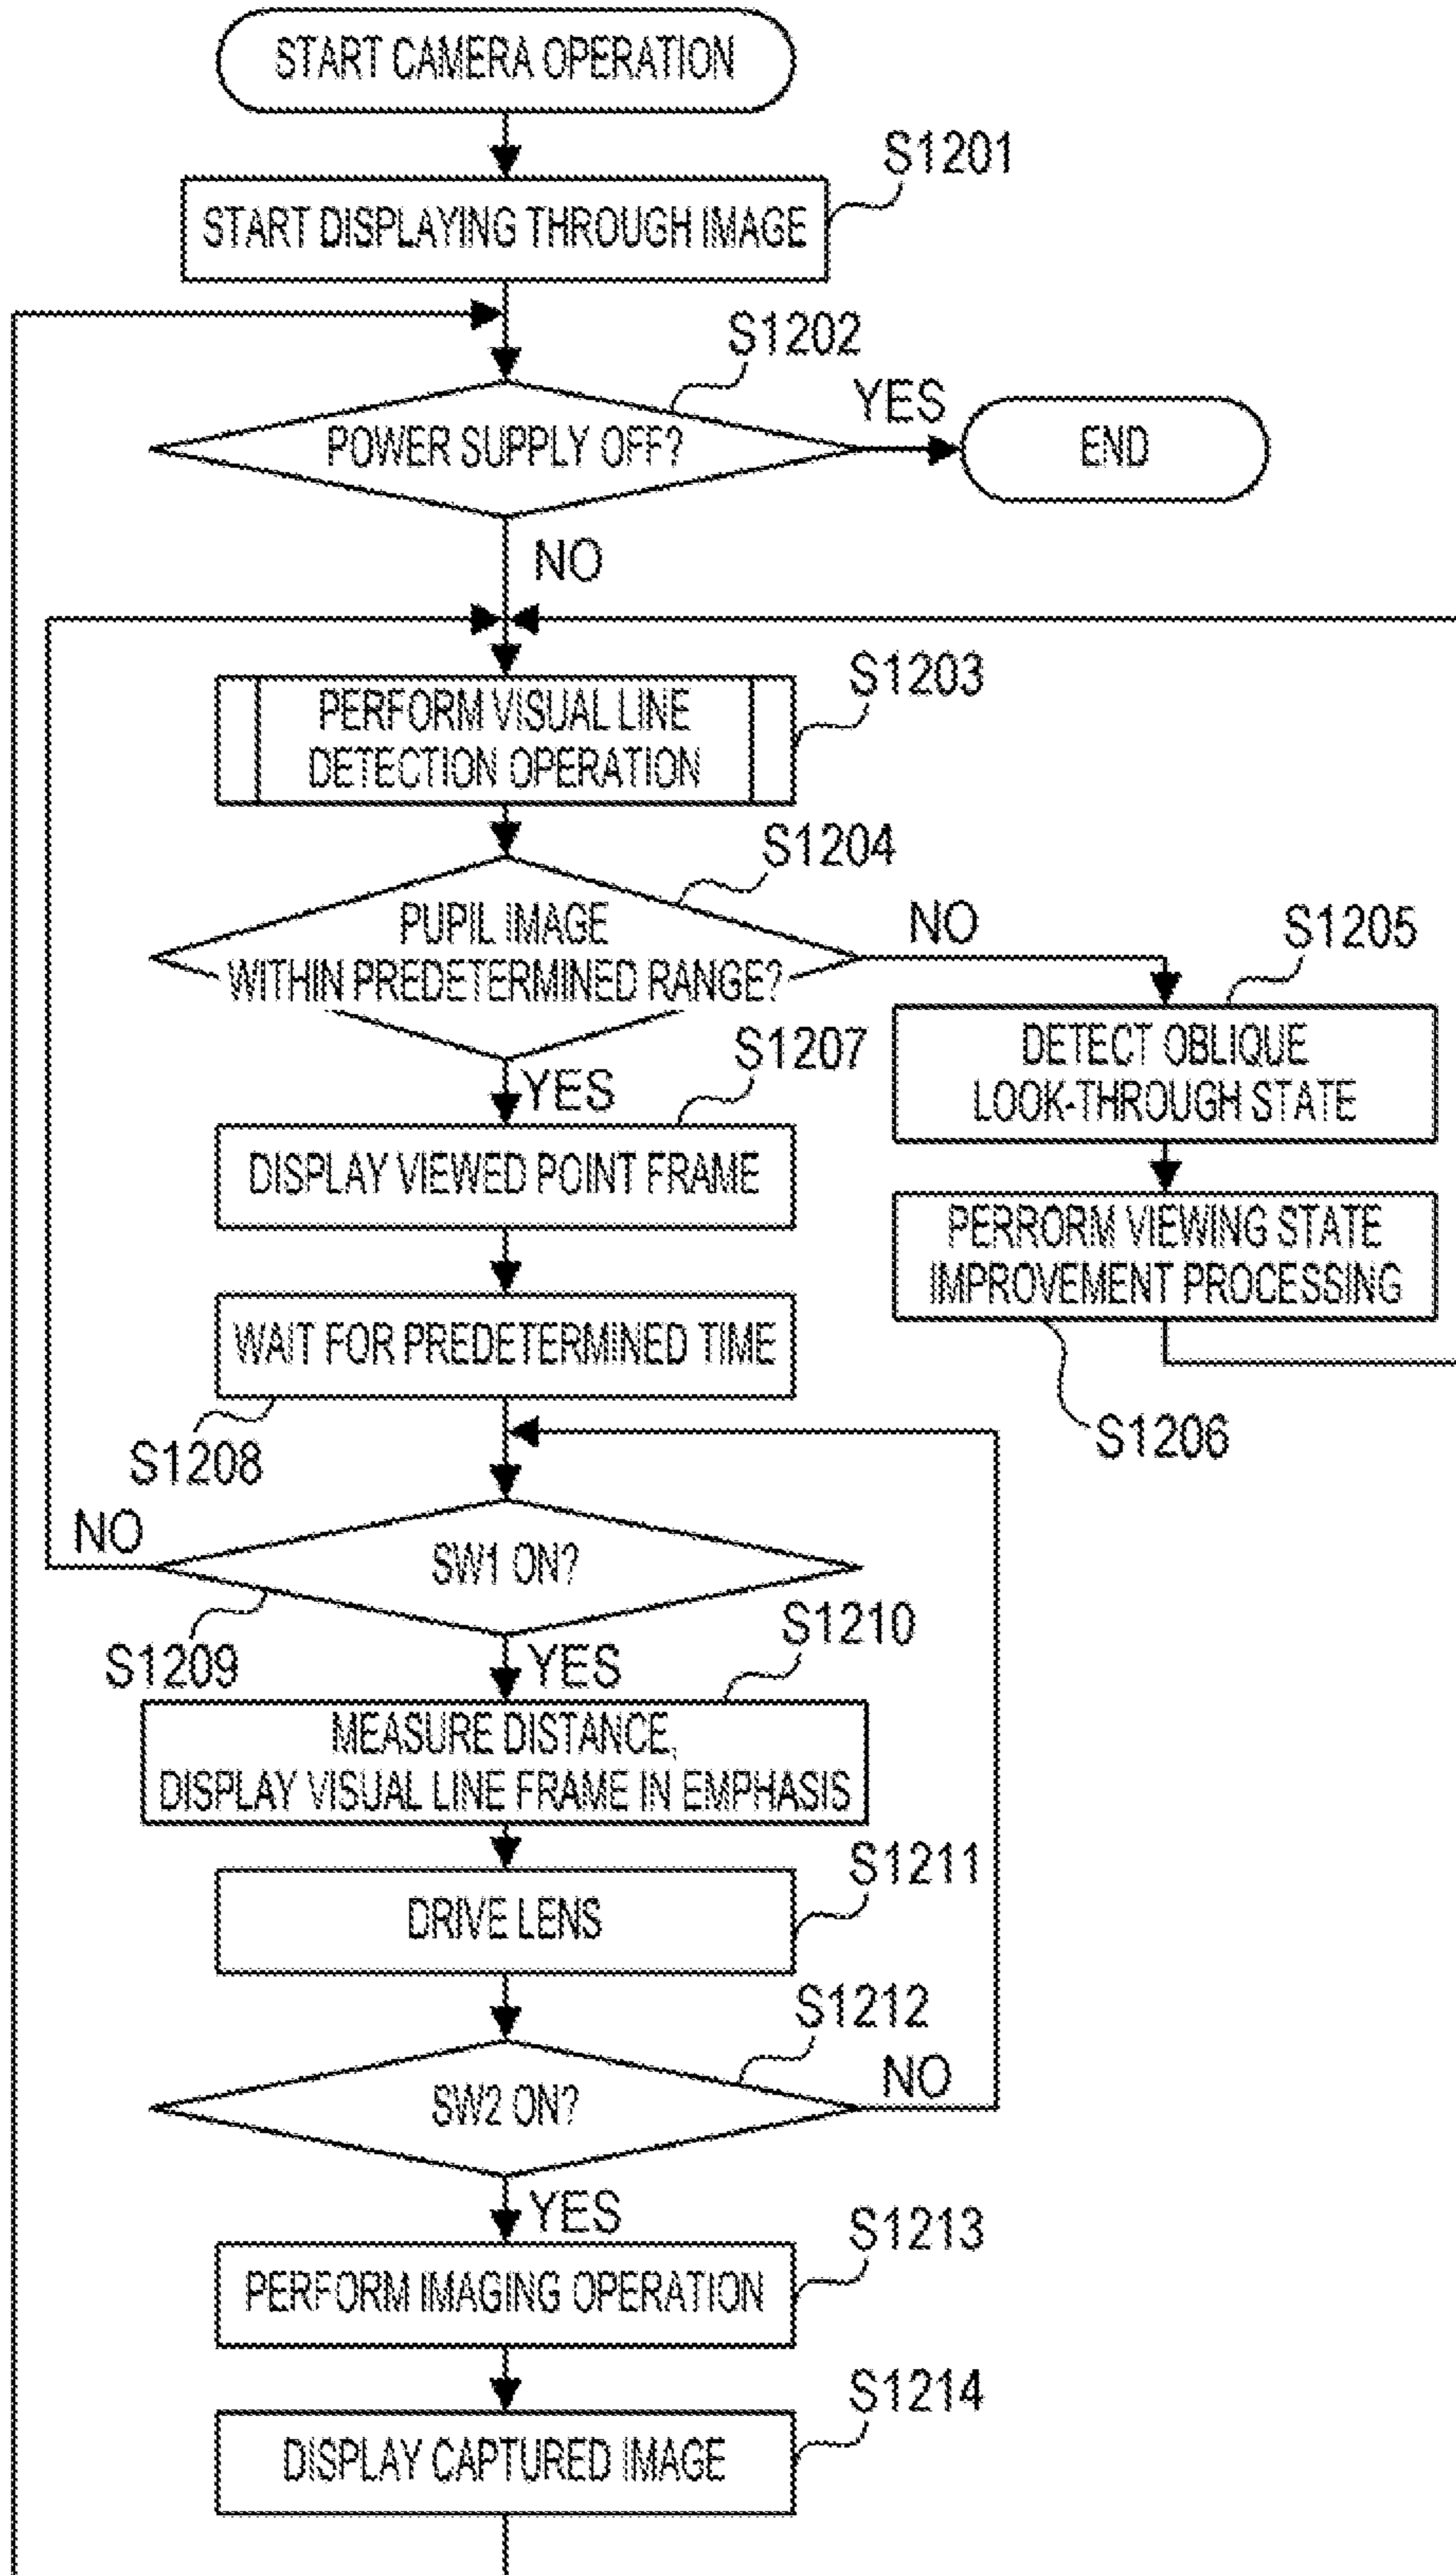 START CAMERA OPERATION
S1201
START DISPLAYING THROUGH IMAGE
S1202
POWER SUPPLY OFF?
YES
END
NO
S1203
PERFORM VISUAL LINE
DETECTION OPERATION
S1204
PUPIL IMAGE
WITHIN PREDETERMINED RANGE?
NO
S1205
DETECT OBLIQUE
LOOK-THROUGH STATE
PERRORM VIEWING STATE
IMPROVEMENT PROCESSING
S1206
YES
S1207
DISPLAY VIEWED POINT FRAME
WAIT FOR PREDETERMINED TIME
S1208
NO
SW1 ON?
S1209
YES
S1210
MEASURE DISTANCE,
DISPLAY VISUAL LINE FRAME IN EMPHASIS
S1211
DRIVE LENS
S1212
SW2 ON?
NO
YES
S1213
PERFORM IMAGING OPERATION
S1214
DISPLAY CAPTURED IMAGE